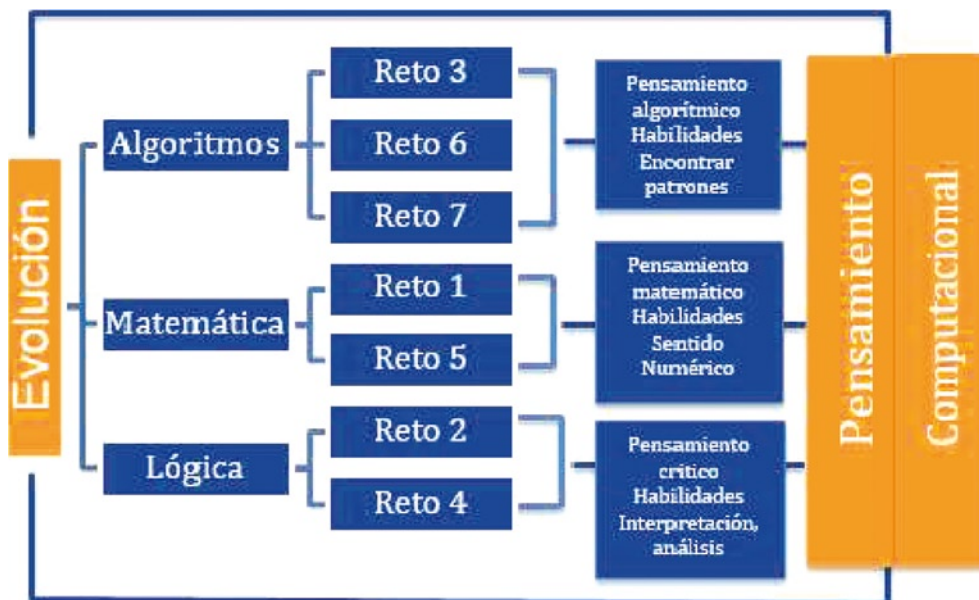 Evolución
Algoritmos
Reto 3
Reto 6
Reto 7
Pensamiento
algorítmico
Habilidades
Encontrar
patrones
Matemática
Reto 1
Reto 5
Pensamiento
matemático
Habilidades
Sentido
Numérico
Lógica
Reto 2
Reto 4
Pensamiento
critico
Habilidades
Interpretación,
análisis
Pensamiento
Computacional